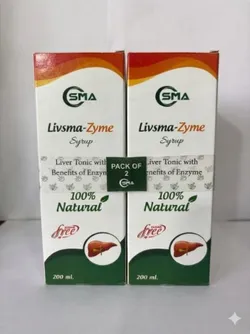 SMA
Livsma-Zyme
Syrup
Liver Tonic with
Benefits of Enzyme
100%
Natural
free
200 ml.
PACK OF
2
SMA
SMA
Livsma-Zyme
Syrup
Liver Tonic with
Benefits of Enzyme
100%
Natural
free
200 ml.